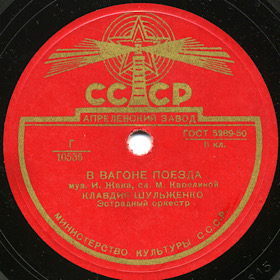 СССР
АПРЕЛЕВСКИЙ ЗАВОД
ГОСТ 5289-50
Г
10536
II кл.
В ВАГОНЕ ПОЕЗДА
муз. И. Жака, сл. М. Карелиной
КЛАВДИЯ ШУЛЬЖЕНКО
Эстрадный оркестр
МИНИСТЕРСТВО КУЛЬТУРЫ СССР